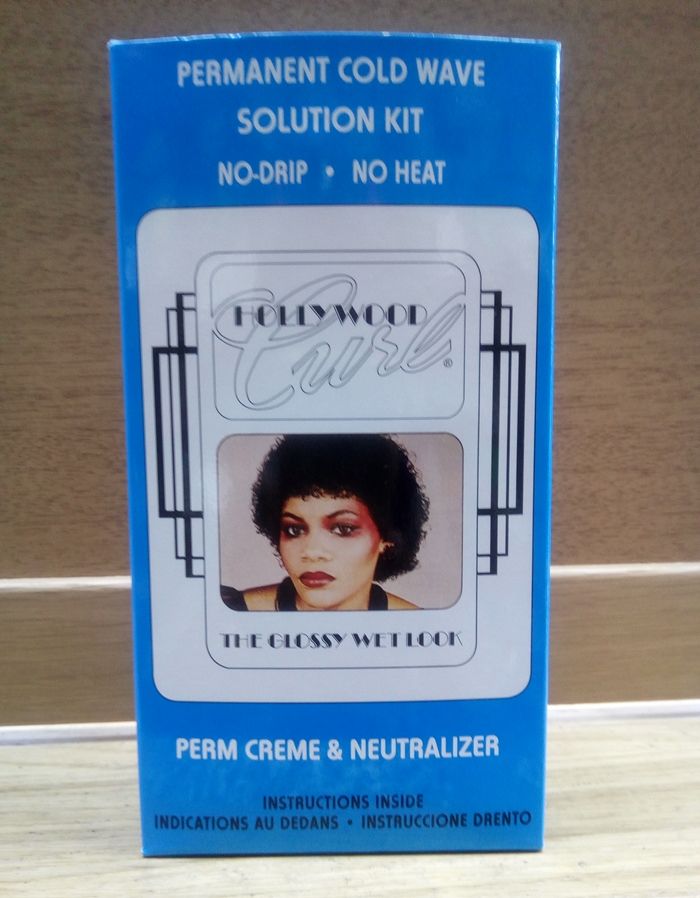 PERMANENT COLD WAVE
SOLUTION KIT
NO-DRIP • NO HEAT
HOLLYWOOD
Curl®
THE GLOSSY WET LOOK
PERM CREME & NEUTRALIZER
INSTRUCTIONS INSIDE
INDICATIONS AU DEDANS • INSTRUCCIONE DRENTO